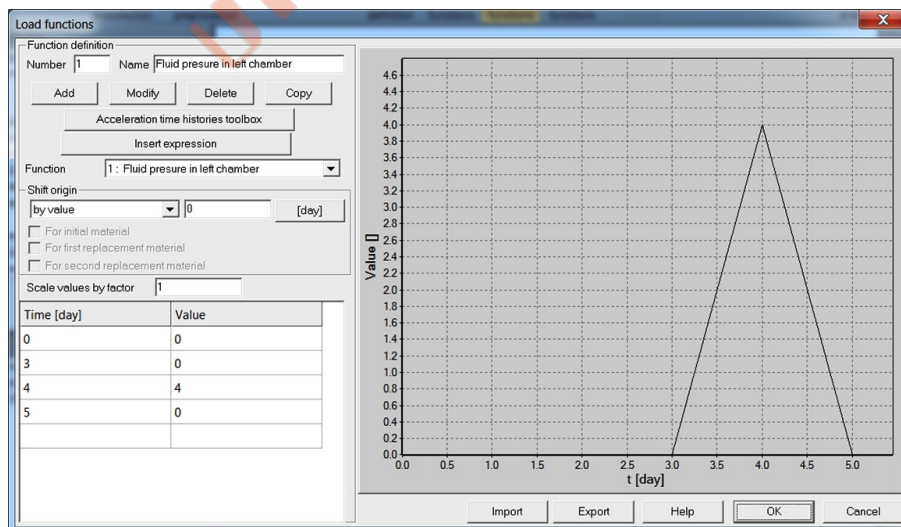 Load functions
Function definition
Number 1 Name Fluid presure in left chamber
Add Modify Delete Copy
Acceleration time histories toolbox
Insert expression
Function 1 : Fluid presure in left chamber
Shift origin
by value 0 [day]
For initial material
For first replacement material
For second replacement material
Scale values by factor 1
Time [day] Value
0 0
3 0
4 4
5 0
Value []
4.6
4.4
4.2
4.0
3.8
3.6
3.4
3.2
3.0
2.8
2.6
2.4
2.2
2.0
1.8
1.6
1.4
1.2
1.0
0.8
0.6
0.4
0.2
0.0
0.0 0.5 1.0 1.5 2.0 2.5 3.0 3.5 4.0 4.5 5.0
t [day]
Import Export Help OK Cancel